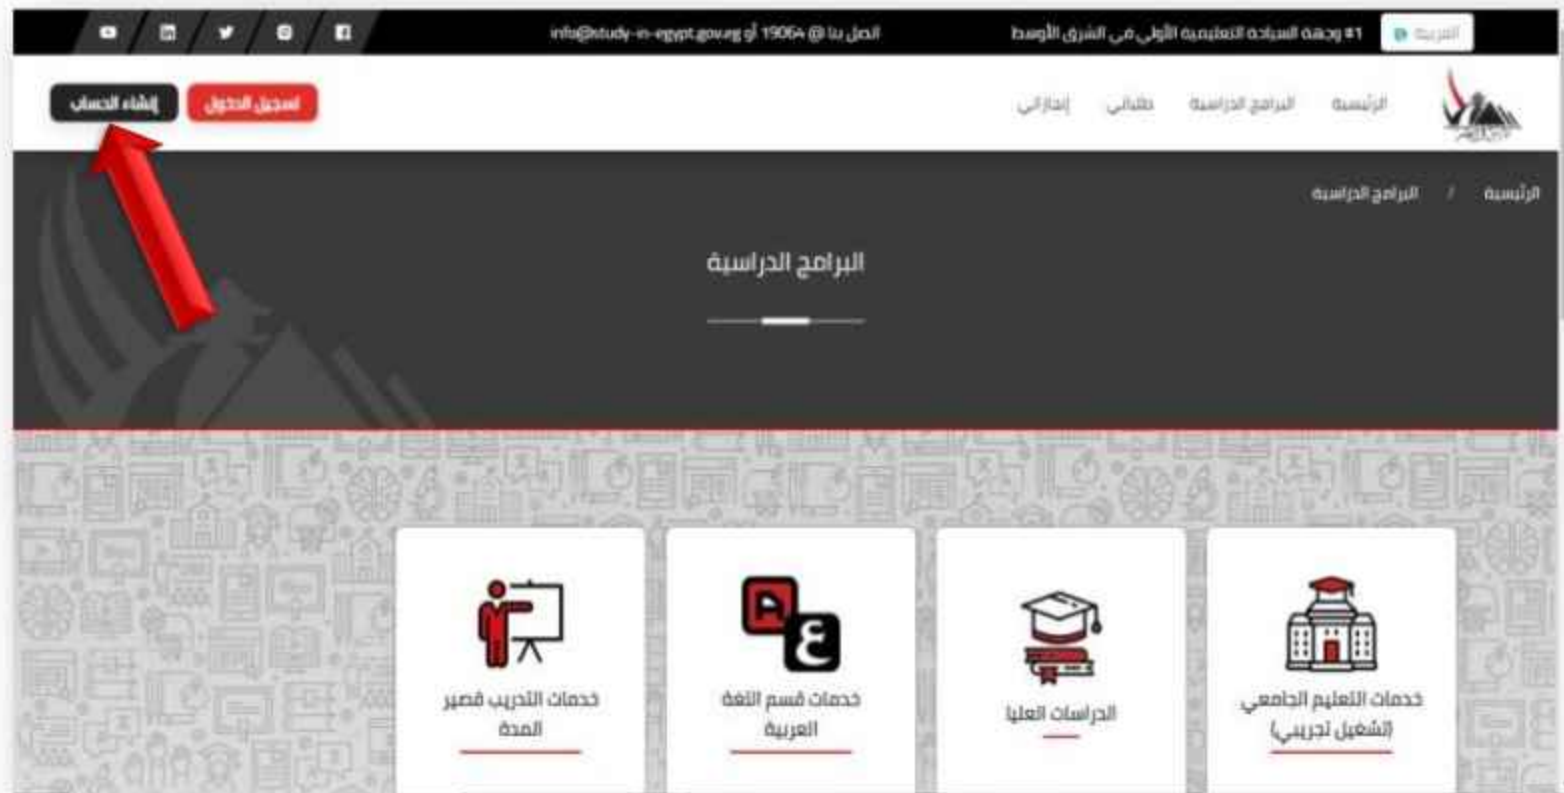 العربية
#1 وجهة السياحة التعليمية الأولى في الشرق الأوسط
اتصل بنا @ 19064 أو info@study-in-egypt.gov.eg
الرئيسية
البرامج الدراسية
طلباتي
إنجازاتي
تسجيل الدخول
إنشاء الحساب
الرئيسية / البرامج الدراسية
البرامج الدراسية
خدمات التعليم الجامعي
(تشغيل تجريبي)
الدراسات العليا
خدمات قسم اللغة
العربية
خدمات التدريب قصير
المدة